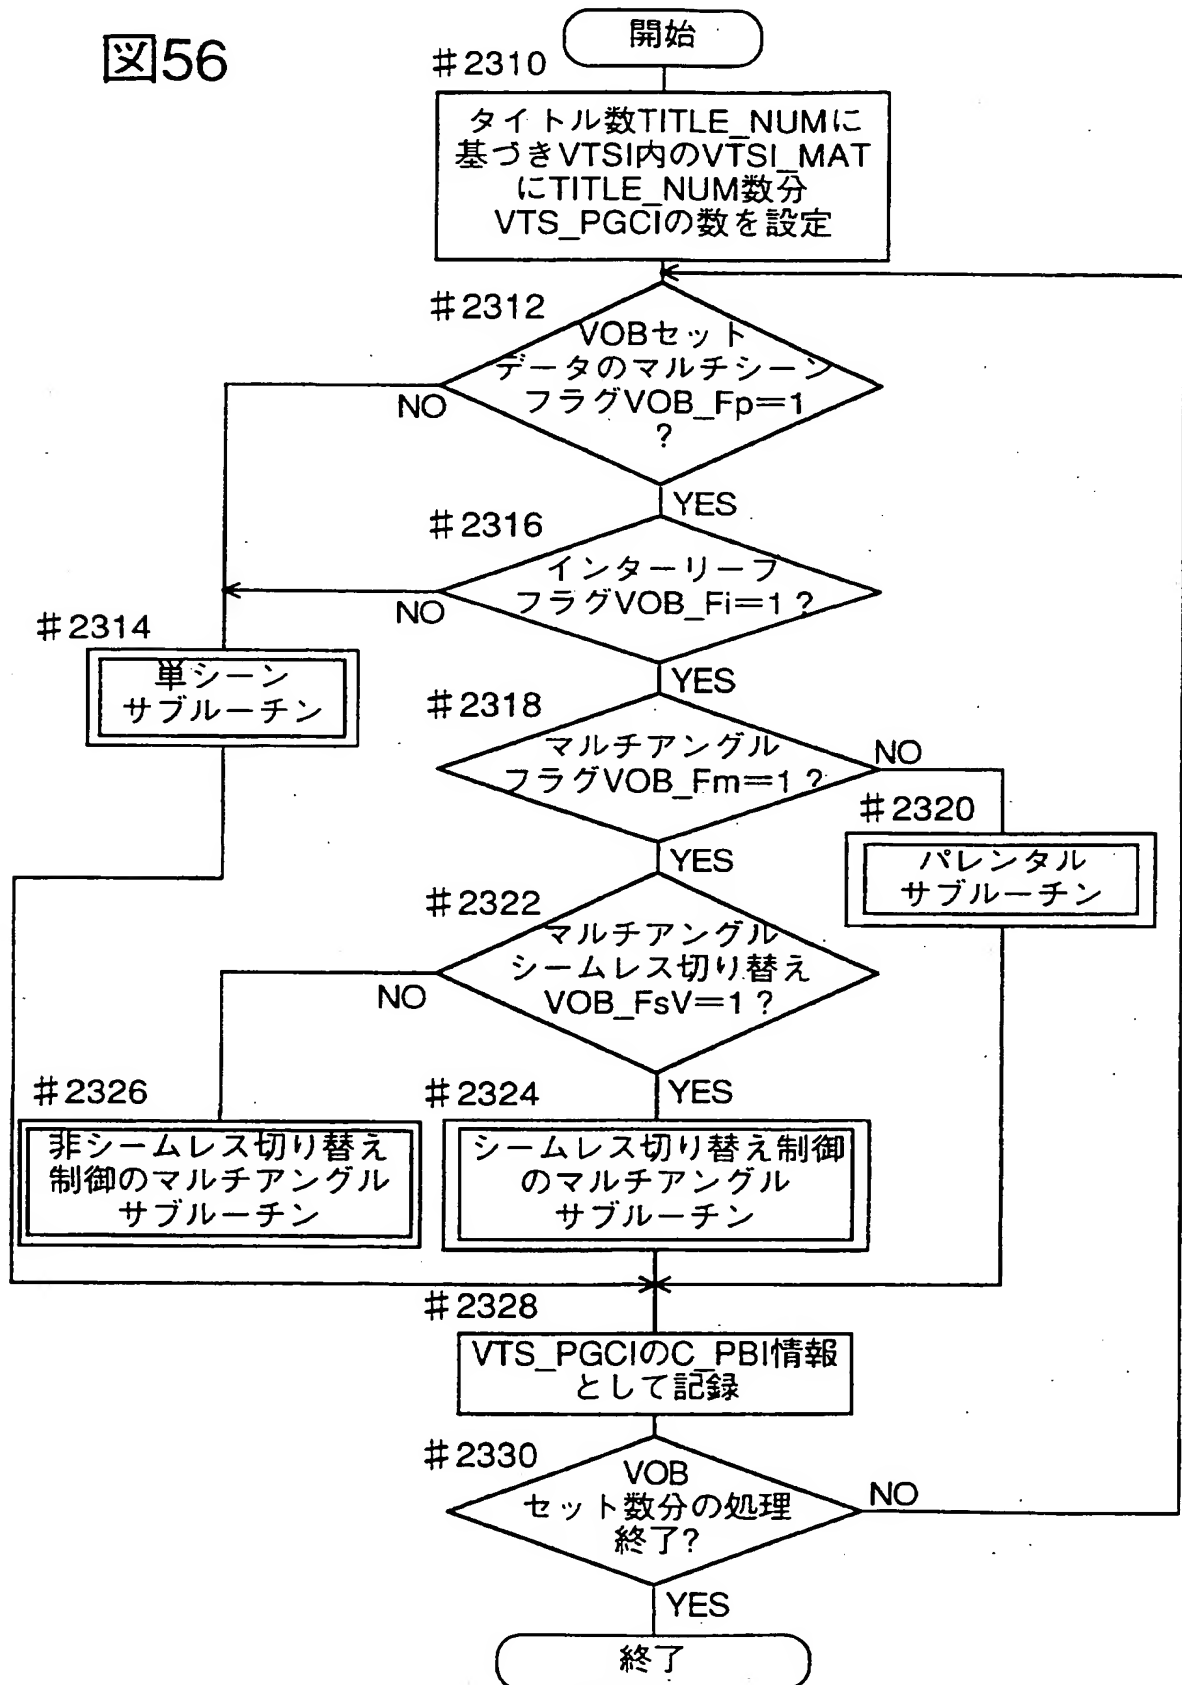 図56
開始
#2310
タイトル数TITLE_NUMに
基づきVTSI内のVTSI_MAT
にTITLE_NUM数分
VTS_PGCIの数を設定
#2312
VOBセット
データのマルチシーン
フラグVOB_Fp=1
?
NO
YES
#2316
インターリーフ
フラグVOB_Fi=1?
NO
YES
#2314
単シーン
サブルーチン
#2318
マルチアングル
フラグVOB_Fm=1?
NO
YES
#2320
パレンタル
サブルーチン
#2322
マルチアングル
シームレス切り替え
VOB_FsV=1?
NO
YES
#2326
非シームレス切り替え
制御のマルチアングル
サブルーチン
#2324
シームレス切り替え制御
のマルチアングル
サブルーチン
#2328
VTS_PGCIのC_PBI情報
として記録
#2330
VOB
セット数分の処理
終了?
NO
YES
終了